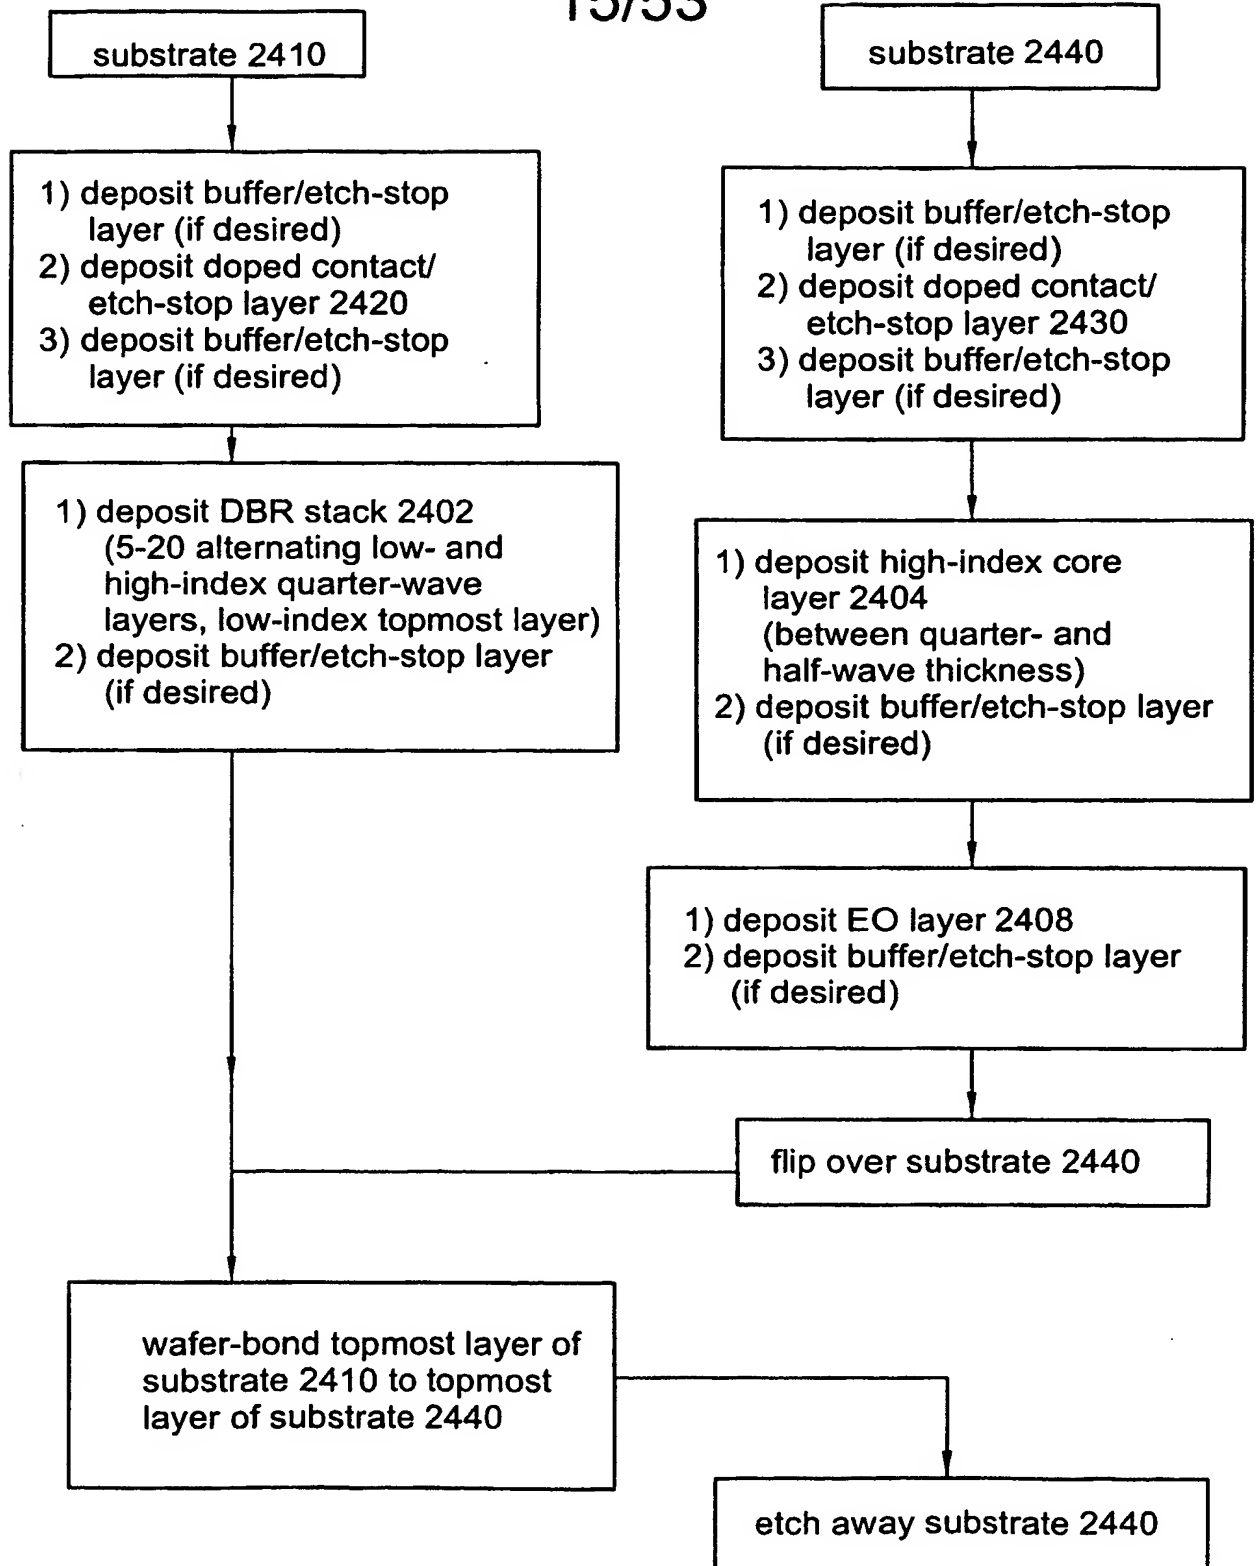 15/53
substrate 2410
substrate 2440
1) deposit buffer/etch-stop
layer (if desired)
2) deposit doped contact/
etch-stop layer 2420
3) deposit buffer/etch-stop
layer (if desired)
1) deposit buffer/etch-stop
layer (if desired)
2) deposit doped contact/
etch-stop layer 2430
3) deposit buffer/etch-stop
layer (if desired)
1) deposit DBR stack 2402
(5-20 alternating low- and
high-index quarter-wave
layers, low-index topmost layer)
2) deposit buffer/etch-stop layer
(if desired)
1) deposit high-index core
layer 2404
(between quarter- and
half-wave thickness)
2) deposit buffer/etch-stop layer
(if desired)
1) deposit EO layer 2408
2) deposit buffer/etch-stop layer
(if desired)
flip over substrate 2440
wafer-bond topmost layer of
substrate 2410 to topmost
layer of substrate 2440
etch away substrate 2440